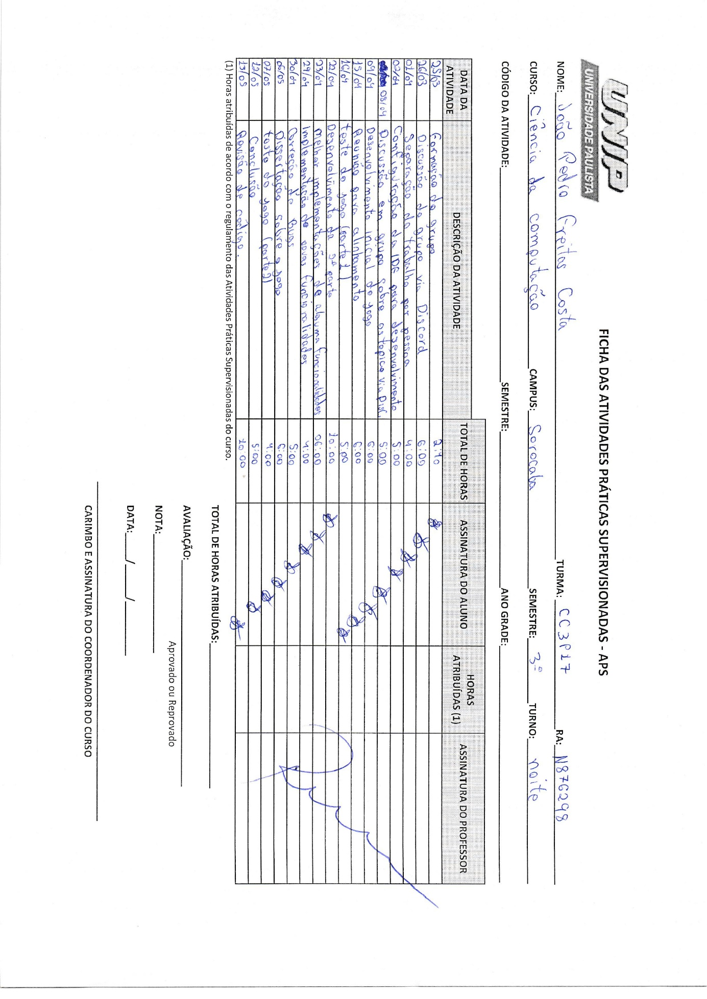 UNIP
UNIVERSIDADE PAULISTA
FICHA DAS ATIVIDADES PRÁTICAS SUPERVISIONADAS - APS
NOME: João Pedro Freitas Costa TURMA: CC3P17 RA: N876298
CURSO: Ciência da computação CAMPUS: Sorocaba SEMESTRE: 3º TURNO: noite
CÓDIGO DA ATIVIDADE: SEMESTRE: ANO GRADE:
DATA DA ATIVIDADE DESCRIÇÃO DA ATIVIDADE TOTAL DE HORAS ASSINATURA DO ALUNO HORAS ATRIBUÍDAS (1) ASSINATURA DO PROFESSOR
25/03 Formação do grupo 2:40
26/03 Discussão do grupo via Discord 6:00
01/04 Separação do trabalho por pessoa 4:00
02/04 Configuração da IDE para desenvolvimento 5:00
08/04 Discussão em grupo sobre os topico via Disc. 5:00
09/04 Desenvolvimento inicial do jogo 6:00
15/04 Reunião para alinhamento 6:00
16/04 teste do jogo (parte 1) 5:00
22/04 Desenvolvimento da 2ª parte 10:00
23/04 Melhor implementações de alguma funcionalidades 06:00
29/04 Implementação de novas funcionalidades 4:00
30/04 Correção de Bugs 5:00
06/05 Dissertação sobre o jogo 6:00
07/05 teste do jogo (parte 2) 4:00
12/05 Conclusão 5:00
13/05 Revisão de código. 10:00
(1) Horas atribuídas de acordo com o regulamento das Atividades Práticas Supervisionadas do curso.
TOTAL DE HORAS ATRIBUÍDAS:
AVALIAÇÃO:
Aprovado ou Reprovado
NOTA:
DATA: / /
CARIMBO E ASSINATURA DO COORDENADOR DO CURSO